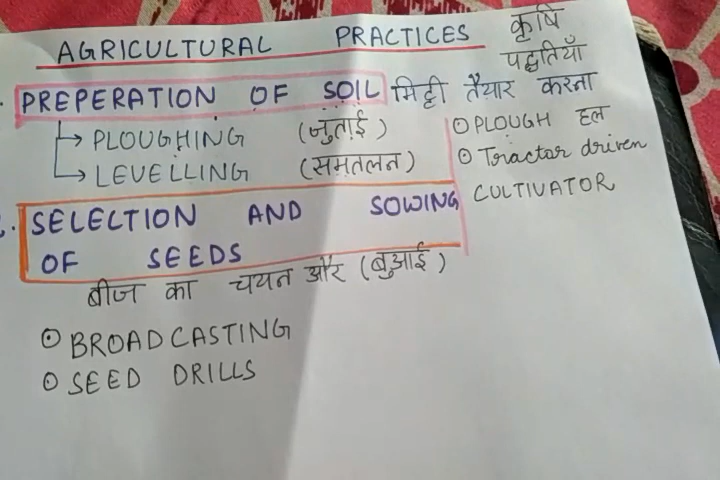 AGRICULTURAL PRACTICES कृषि पद्धतियाँ
PREPERATION OF SOIL मिट्टी तैयार करना
→ PLOUGHING (जुताई)
→ LEVELLING (समतलन)
⊙ PLOUGH हल
⊙ Tractor driven
CULTIVATOR
2. SELECTION AND SOWING
OF SEEDS
बीज का चयन और (बुआई)
⊙ BROADCASTING
⊙ SEED DRILLS